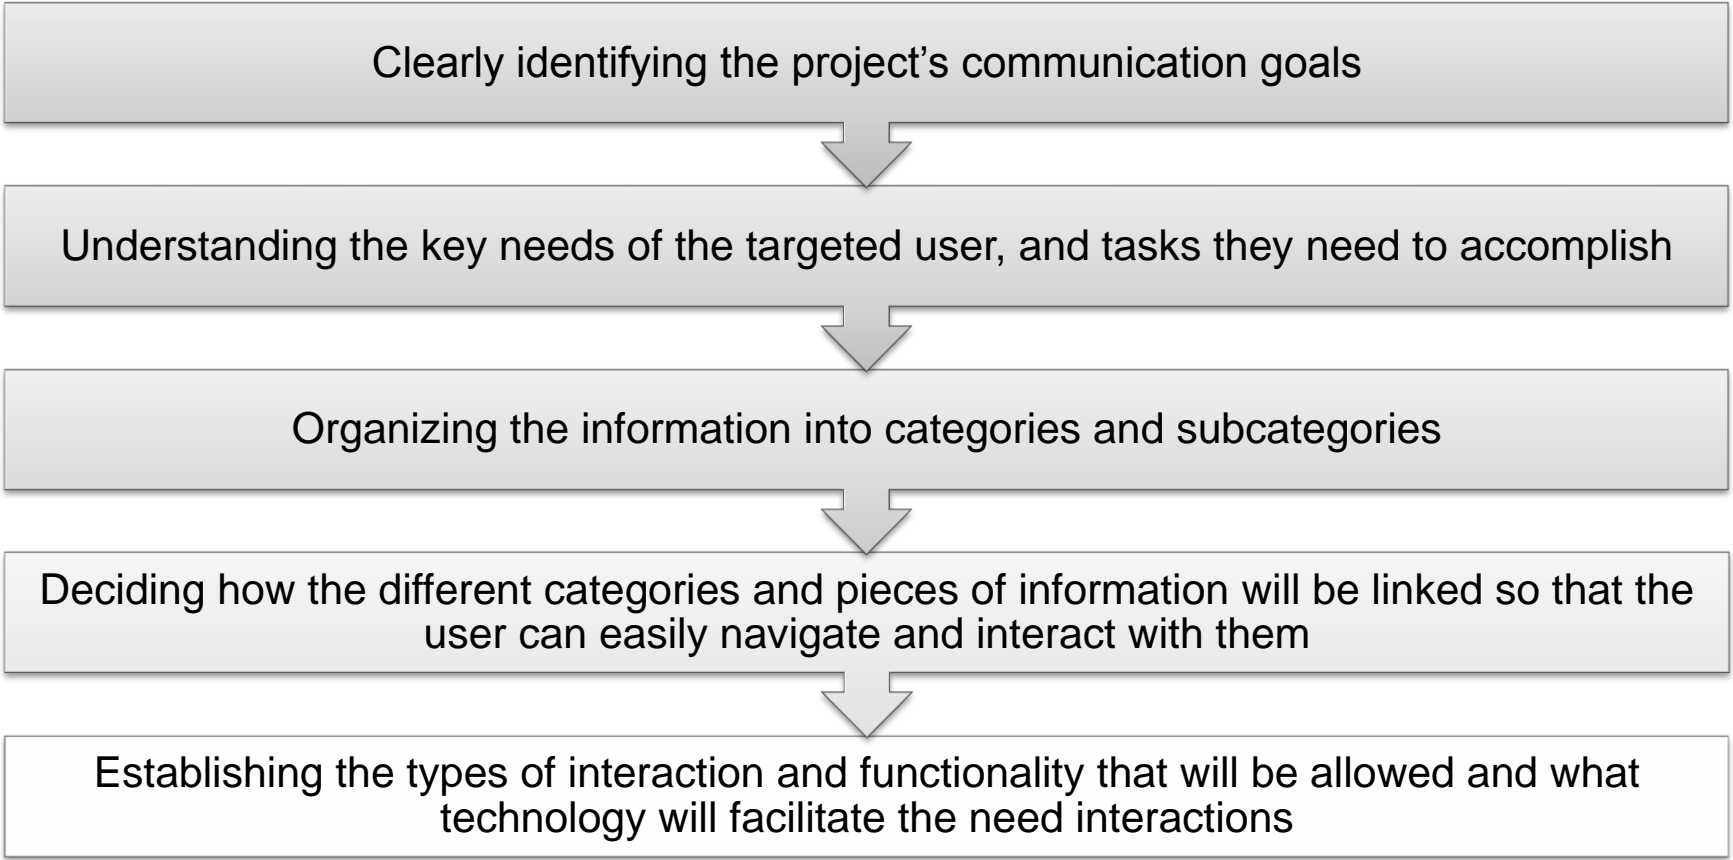 Clearly identifying the project’s communication goals
Understanding the key needs of the targeted user, and tasks they need to accomplish
Organizing the information into categories and subcategories
Deciding how the different categories and pieces of information will be linked so that the
user can easily navigate and interact with them
Establishing the types of interaction and functionality that will be allowed and what
technology will facilitate the need interactions